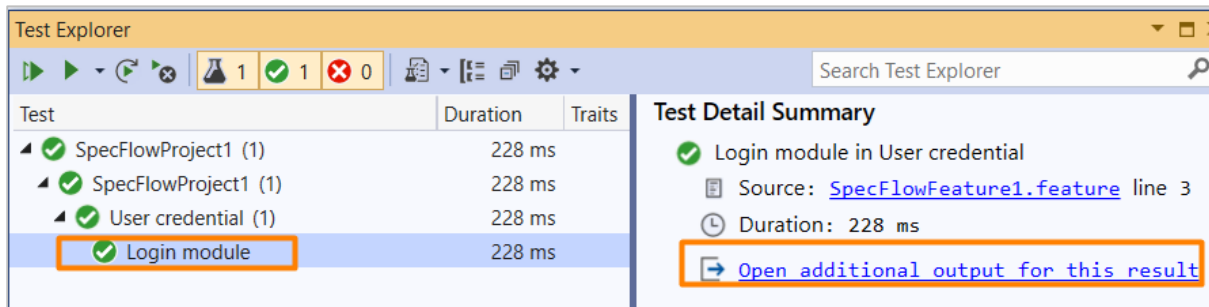 Test Explorer
1 1 0 Search Test Explorer
Test Duration Traits
SpecFlowProject1 (1) 228 ms
SpecFlowProject1 (1) 228 ms
User credential (1) 228 ms
Login module 228 ms
Test Detail Summary
Login module in User credential
Source: SpecFlowFeature1.feature line 3
Duration: 228 ms
Open additional output for this result